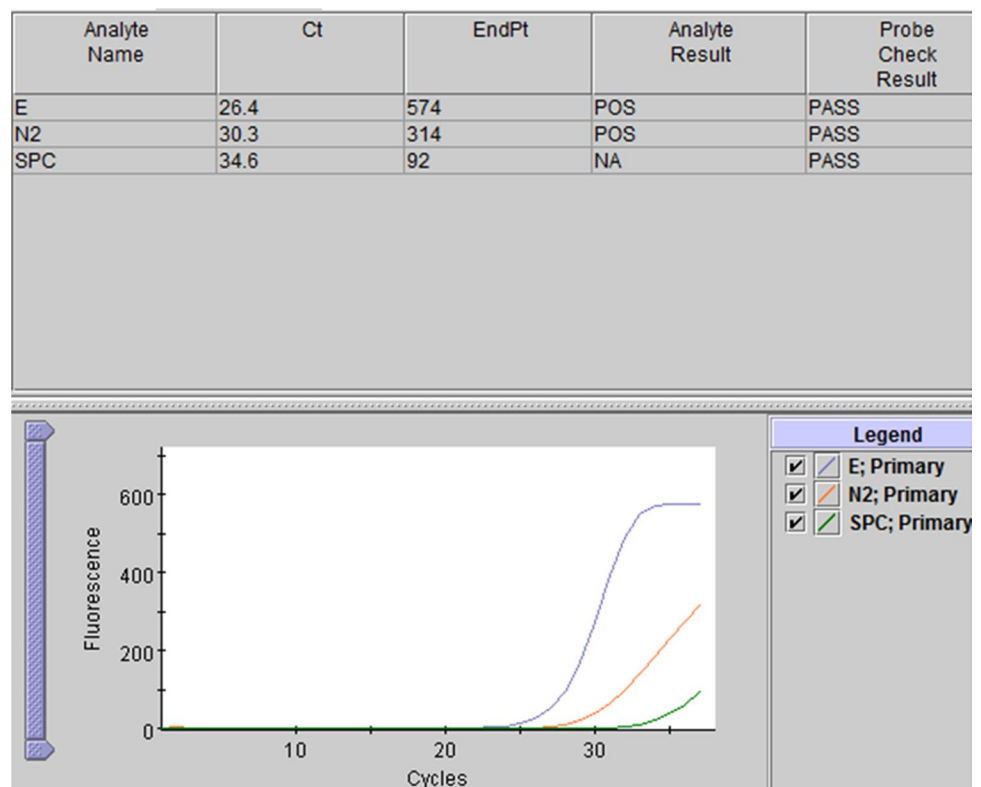 Analyte Name
Ct
EndPt
Analyte Result
Probe Check Result
E 26.4 574 POS PASS
N2 30.3 314 POS PASS
SPC 34.6 92 NA PASS
Legend
E; Primary
N2; Primary
SPC; Primary
Fluorescence
600
400
200
0
10 20 30
Cycles